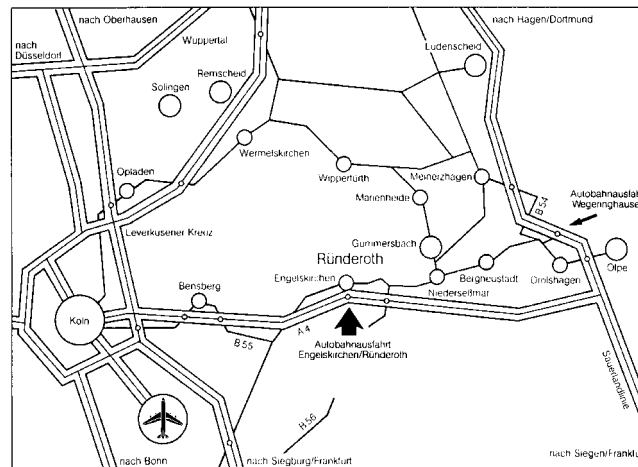 nach Oberhausen
nach Hagen/Dortmund
nach
Düsseldorf
Wuppertal
Ludenscheid
Remscheid
Solingen
Wermelskirchen
Opladen
Wipperfürth
Meinerzhagen
Marienheide
Autobahnausfahrt
Wegeringhausen
B 54
Leverkusener Kreuz
Gummersbach
Ründeroth
Engelskirchen
Bensberg
Niederseßmar
Bergneustadt
Drolshagen
Olpe
Köln
A 4
B 55
Autobahnausfahrt
Engelskirchen/Ründeroth
Sauerlandlinie
B 56
nach Bonn
nach Siegburg/Frankfurt
nach Siegen/Frankfurt